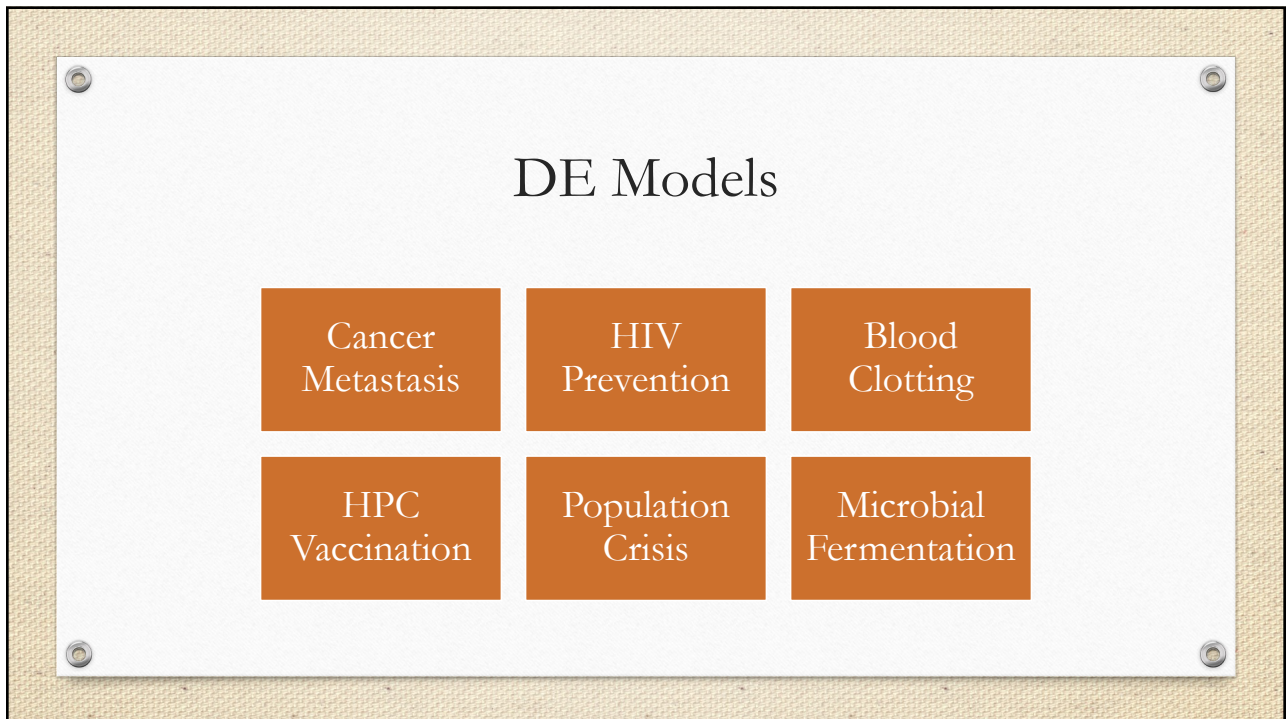 DE Models
Cancer
Metastasis
HIV
Prevention
Blood
Clotting
HPC
Vaccination
Population
Crisis
Microbial
Fermentation